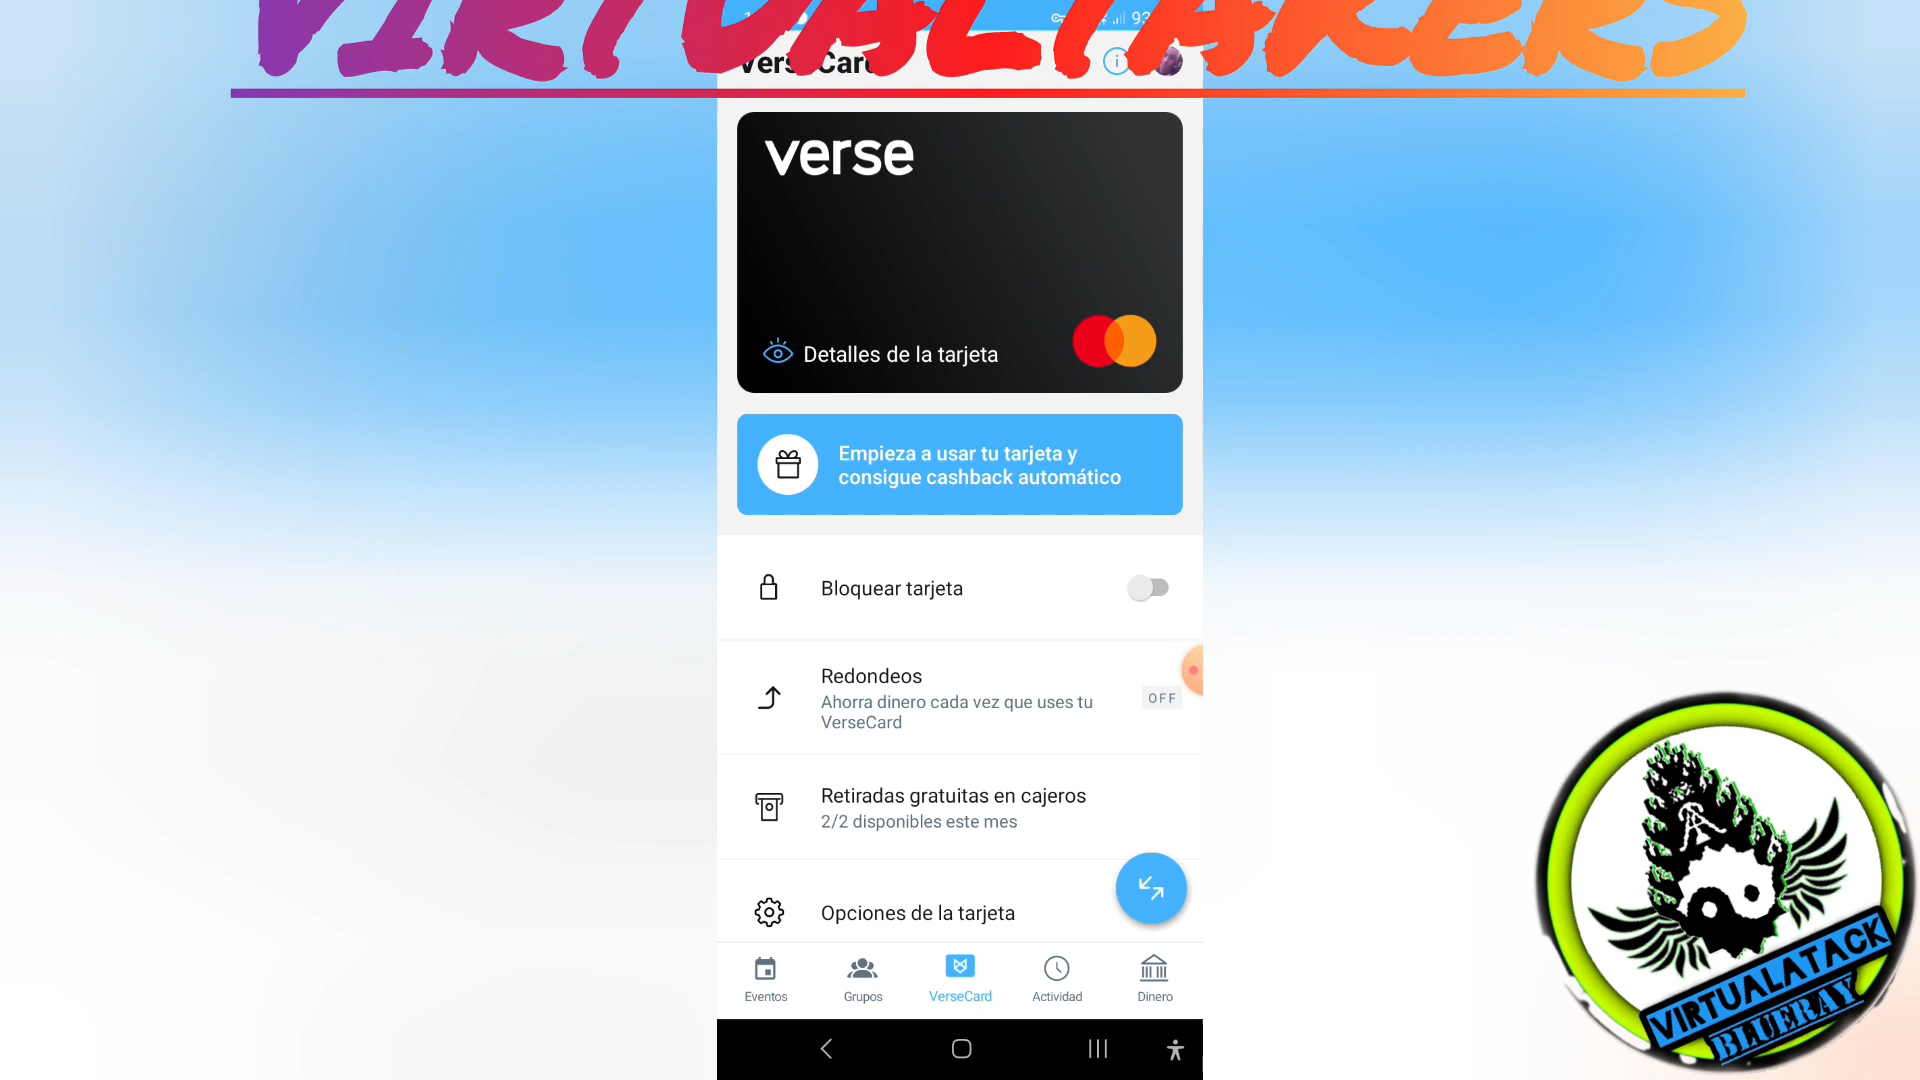 VIRTUALTAKERS
93
VerseCard
verse
Detalles de la tarjeta
Empieza a usar tu tarjeta y
consigue cashback automático
Bloquear tarjeta
Redondeos
Ahorra dinero cada vez que uses tu
VerseCard
OFF
Retiradas gratuitas en cajeros
2/2 disponibles este mes
Opciones de la tarjeta
Eventos
Grupos
VerseCard
Actividad
Dinero
VIRTUALATACK
BLUERAY